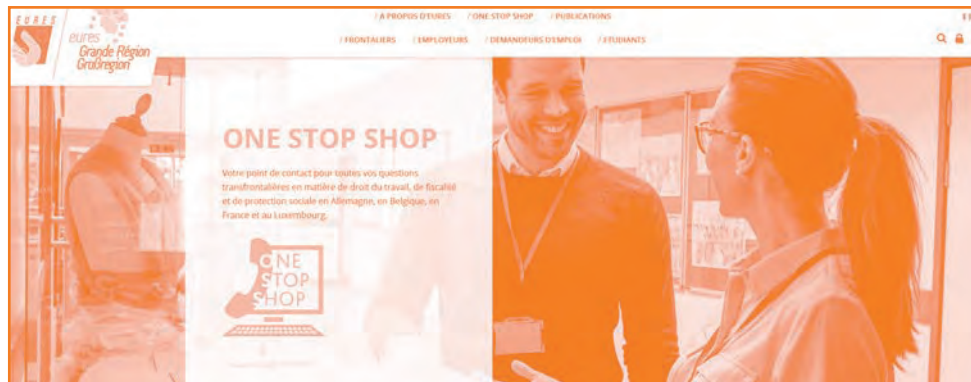 EURES
eures
Grande Région
Großregion
/ A PROPOS D'EURES / ONE STOP SHOP / PUBLICATIONS
/ FRONTALIERS / EMPLOYEURS / DEMANDEURS D'EMPLOI / ETUDIANTS
ONE STOP SHOP
Votre point de contact pour toutes vos questions
transfrontalières en matière de droit du travail, de fiscalité
et de protection sociale en Allemagne, en Belgique, en
France et au Luxembourg.
ONE
STOP
SHOP